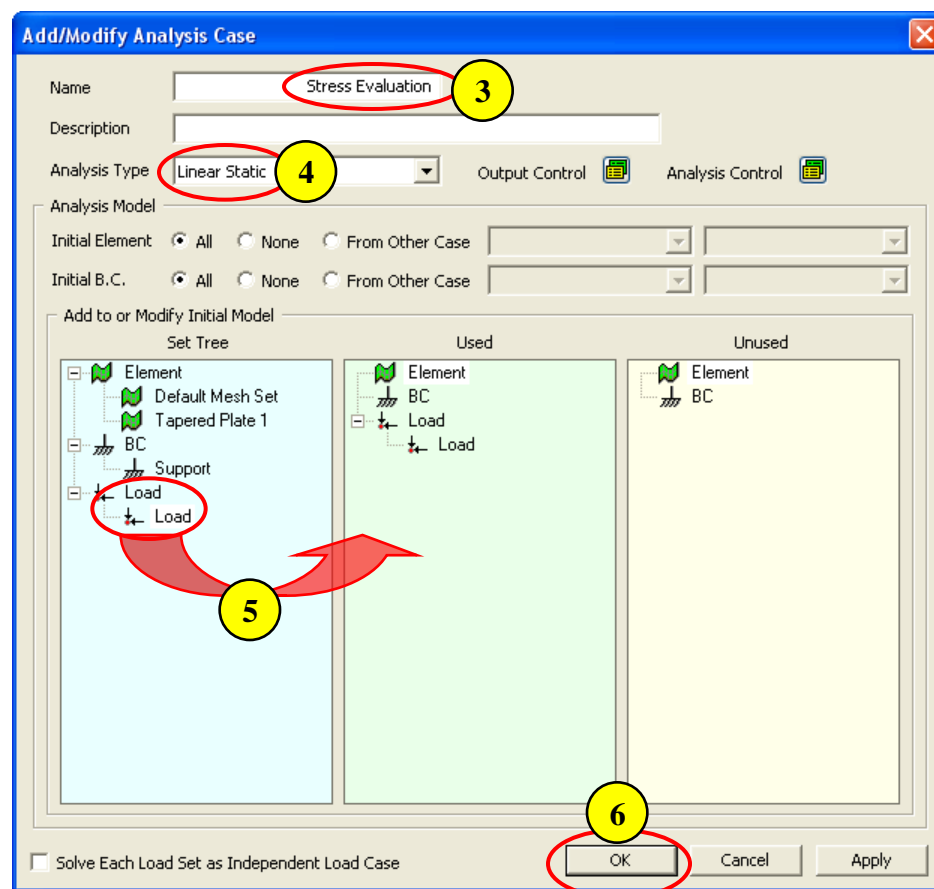 Add/Modify Analysis Case
Name Stress Evaluation 3
Description
Analysis Type Linear Static 4 Output Control Analysis Control
Analysis Model
Initial Element All None From Other Case
Initial B.C. All None From Other Case
Add to or Modify Initial Model
Set Tree Used Unused
Element Element Element
Default Mesh Set BC BC
Tapered Plate 1 Load
BC Load
Support
Load
Load
5
6
Solve Each Load Set as Independent Load Case OK Cancel Apply